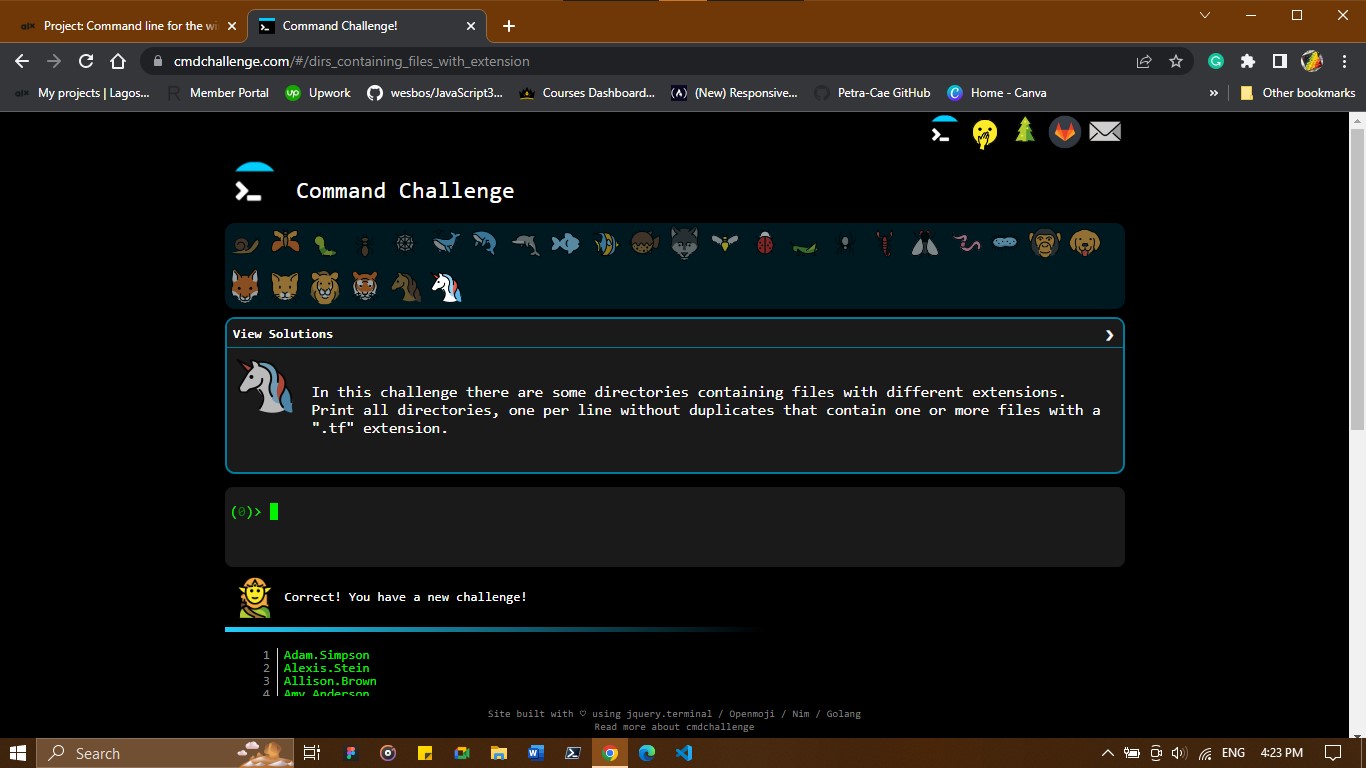 Project: Command line for the wi
Command Challenge!
cmdchallenge.com/#/dirs_containing_files_with_extension
My projects | Lagos...
Member Portal
Upwork
wesbos/JavaScript3...
Courses Dashboard...
(New) Responsive...
Petra-Cae GitHub
Home - Canva
»
Other bookmarks
Command Challenge
View Solutions
In this challenge there are some directories containing files with different extensions.
Print all directories, one per line without duplicates that contain one or more files with a
".tf" extension.
(0)>
Correct! You have a new challenge!
1 Adam.Simpson
2 Alexis.Stein
3 Allison.Brown
4 Amy.Anderson
Site built with ♡ using jquery.terminal / Openmoji / Nim / Golang
Read more about cmdchallenge
Search
ENG
4:23 PM